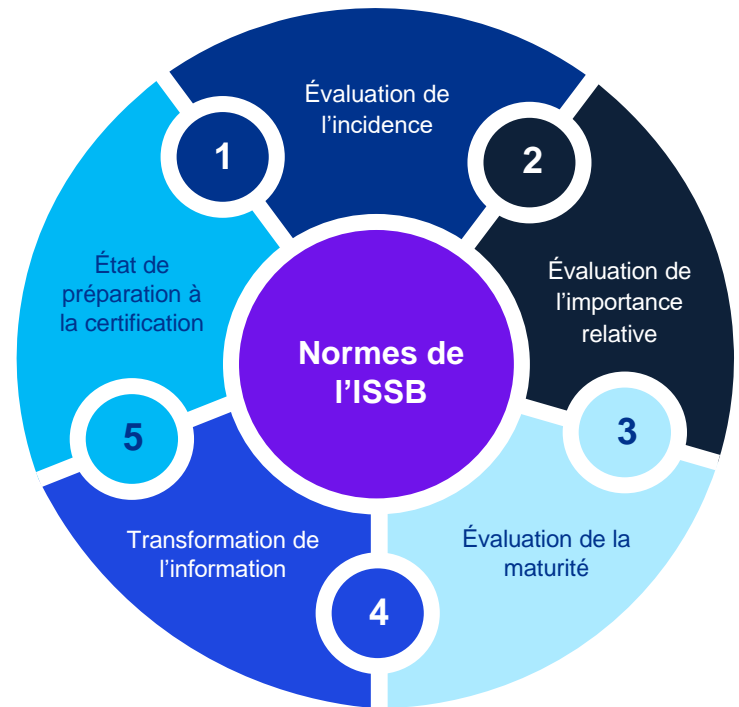 Normes de
l’ISSB
1
Évaluation de
l’incidence
2
Évaluation de
l’importance
relative
3
Évaluation de la
maturité
4
Transformation de
l’information
5
État de
préparation à
la certification